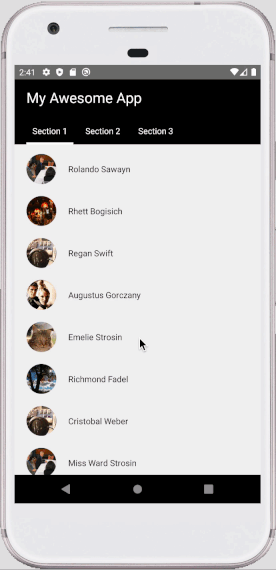 2:41
My Awesome App
Section 1 Section 2 Section 3
Rolando Sawayn
Rhett Bogisich
Regan Swift
Augustus Gorczany
Emelie Strosin
Richmond Fadel
Cristobal Weber
Miss Ward Strosin